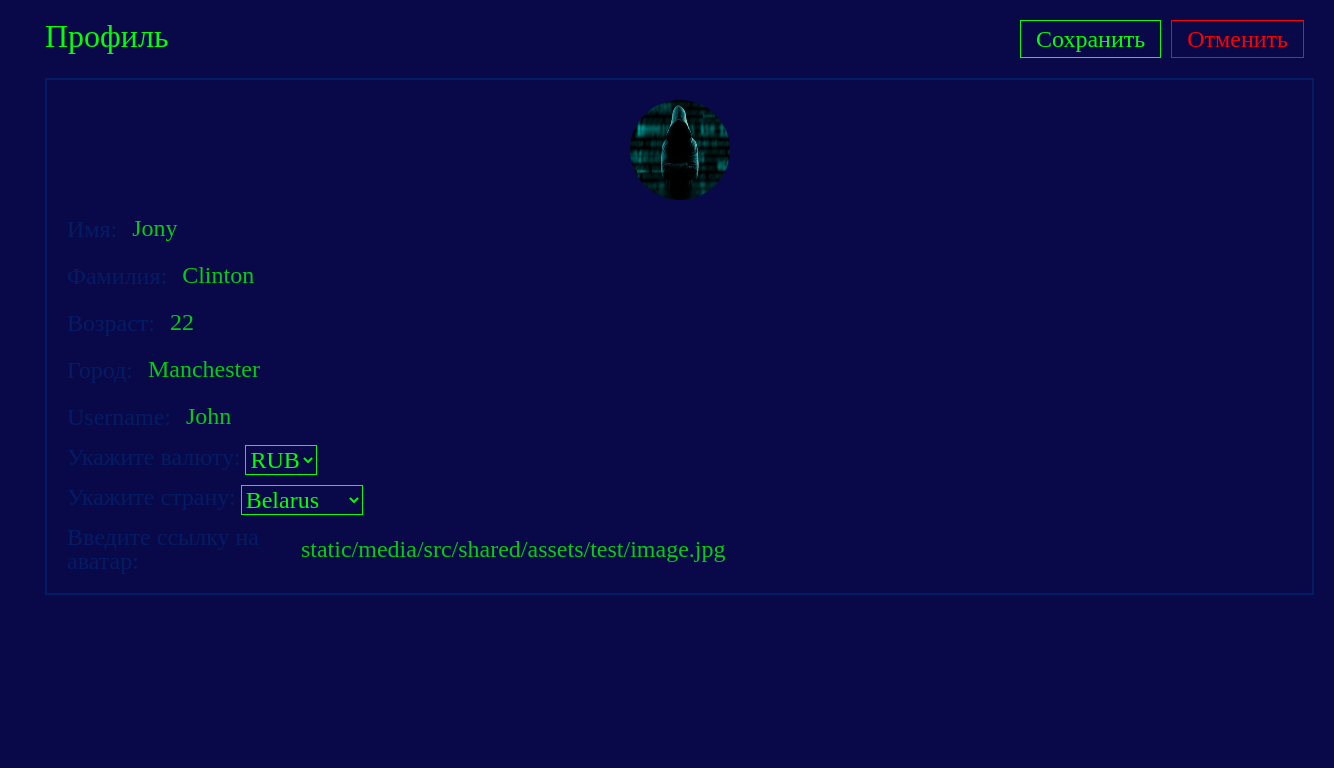 Профиль
Сохранить Отменить
Имя: Jony
Фамилия: Clinton
Возраст: 22
Город: Manchester
Username: John
Укажите валюту: RUB
Укажите страну: Belarus
Введите ссылку на
аватар: static/media/src/shared/assets/test/image.jpg